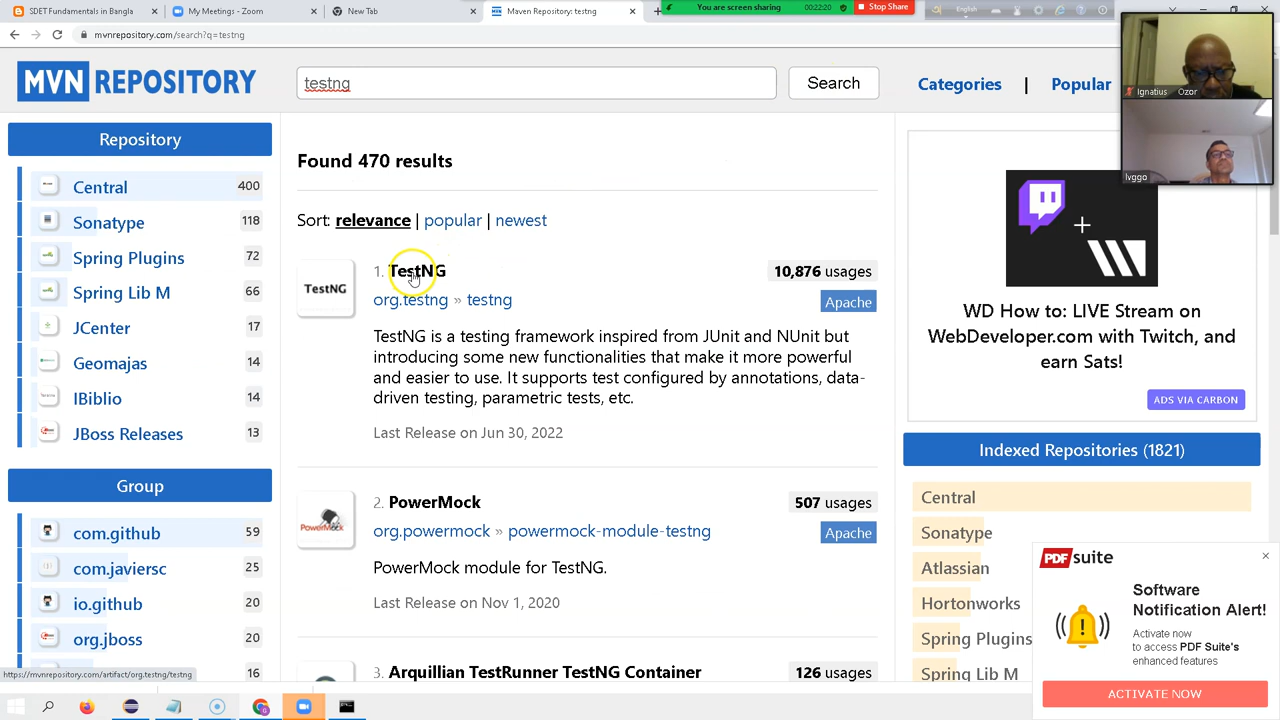 SDET Fundamentals in Bangla
My Meetings - Zoom
New Tab
Maven Repository: testng
You are screen sharing
00:22:20
Stop Share
English
mvnrepository.com/search?q=testng
MVN REPOSITORY
testng
Search
Categories | Popular
Ignatius Ozor
lvggo
Repository
Central 400
Sonatype 118
Spring Plugins 72
Spring Lib M 66
JCenter 17
Geomajas 14
IBiblio 14
JBoss Releases 13
Group
com.github 59
com.javiersc 25
io.github 20
org.jboss 20
16
Found 470 results
Sort: relevance | popular | newest
TestNG
1. TestNG
10,876 usages
org.testng » testng
Apache
TestNG is a testing framework inspired from JUnit and NUnit but
introducing some new functionalities that make it more powerful
and easier to use. It supports test configured by annotations, data-
driven testing, parametric tests, etc.
Last Release on Jun 30, 2022
PowerMock
2. PowerMock
507 usages
org.powermock » powermock-module-testng
Apache
PowerMock module for TestNG.
Last Release on Nov 1, 2020
3. Arquillian TestRunner TestNG Container
126 usages
WD How to: LIVE Stream on
WebDeveloper.com with Twitch, and
earn Sats!
ADS VIA CARBON
Indexed Repositories (1821)
Central
Sonatype
Atlassian
Hortonworks
Spring Plugins
Spring Lib M
PDF suite
Software
Notification Alert!
Activate now
to access PDF Suite's
enhanced features
ACTIVATE NOW
https://mvnrepository.com/artifact/org.testng/testng